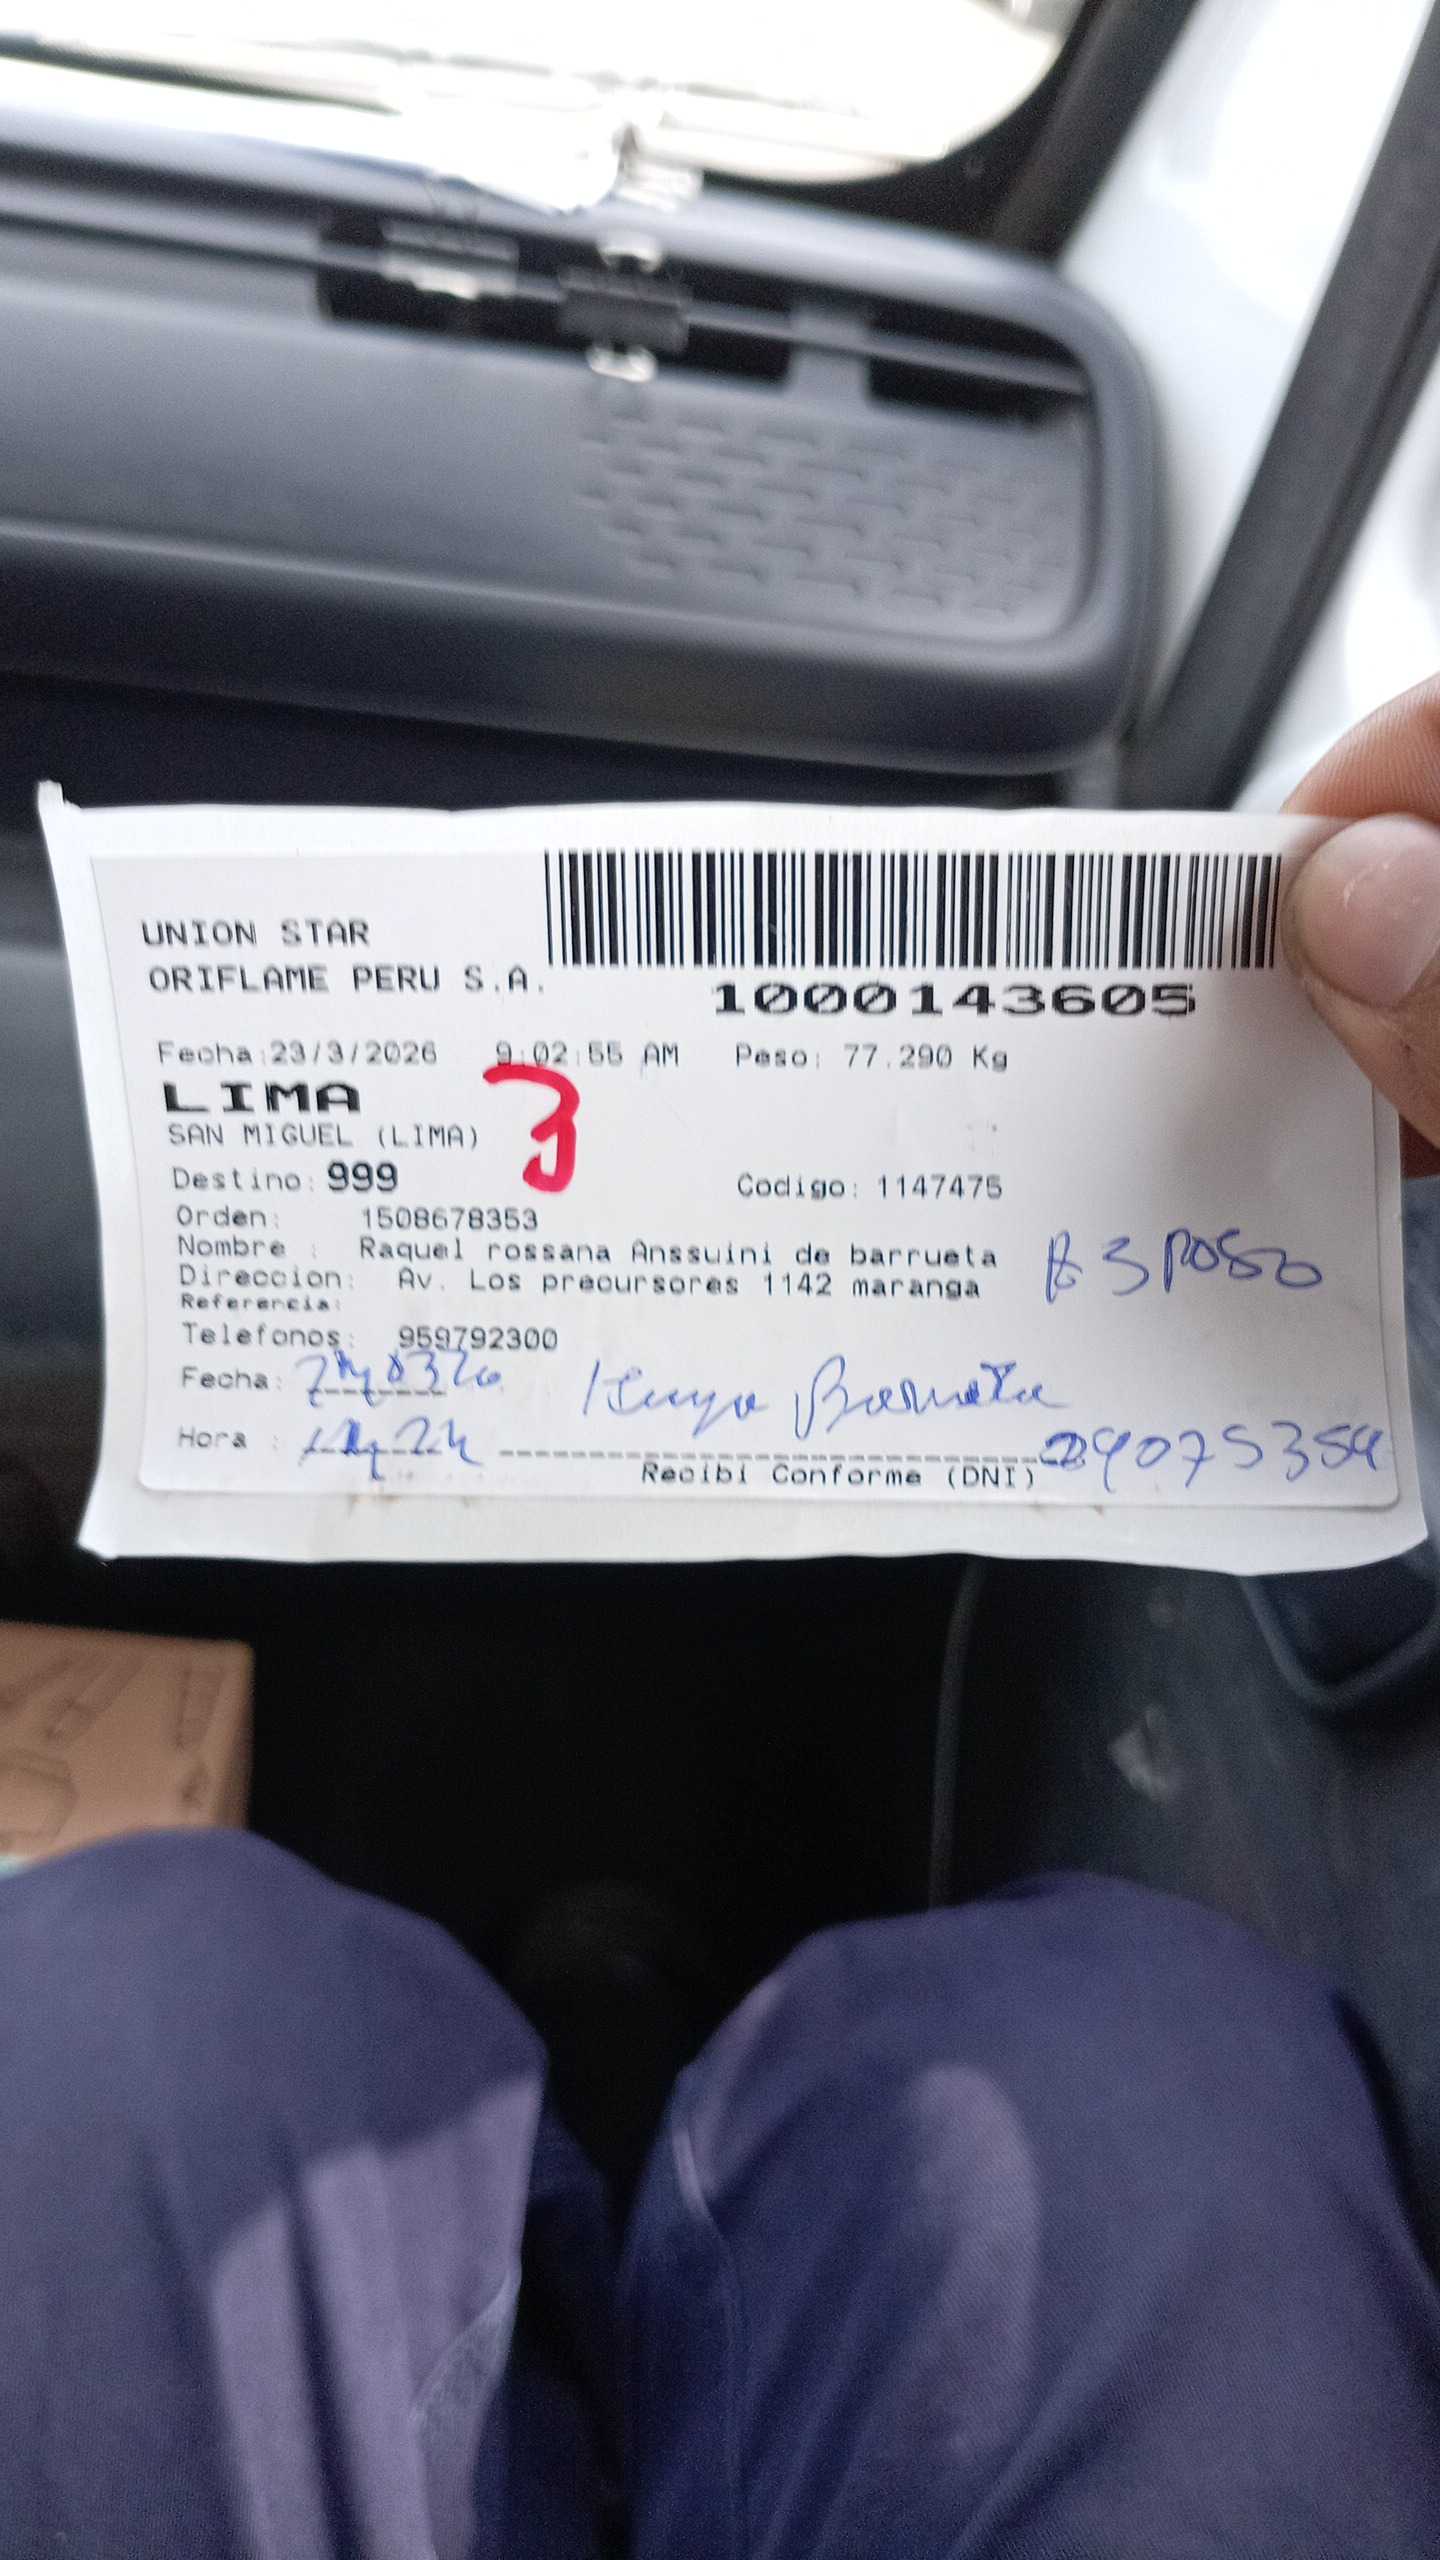 UNION STAR
ORIFLAME PERU S.A.
1000143605
Fecha:23/3/2026 9:02:55 AM Peso: 77.290 Kg
LIMA
3
SAN MIGUEL (LIMA)
Destino: 999 Codigo: 1147475
Orden: 1508678353
Nombre : Raquel rossana Anssuini de barrueta
Direccion: Av. Los precursores 1142 maranga
Esposo
Referencia:
Telefonos: 959792300
Fecha: Barrueta
Hora :
Recibi Conforme (DNI)